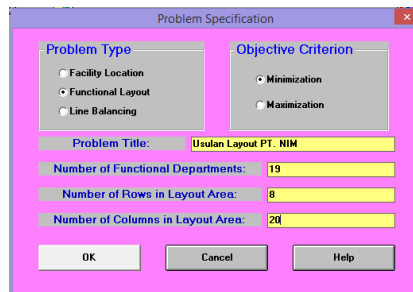 Problem Specification
Problem Type
Facility Location
Functional Layout
Line Balancing
Objective Criterion
Minimization
Maximization
Problem Title: Usulan Layout PT. NIM
Number of Functional Departments: 19
Number of Rows in Layout Area: 8
Number of Columns in Layout Area: 20
OK Cancel Help